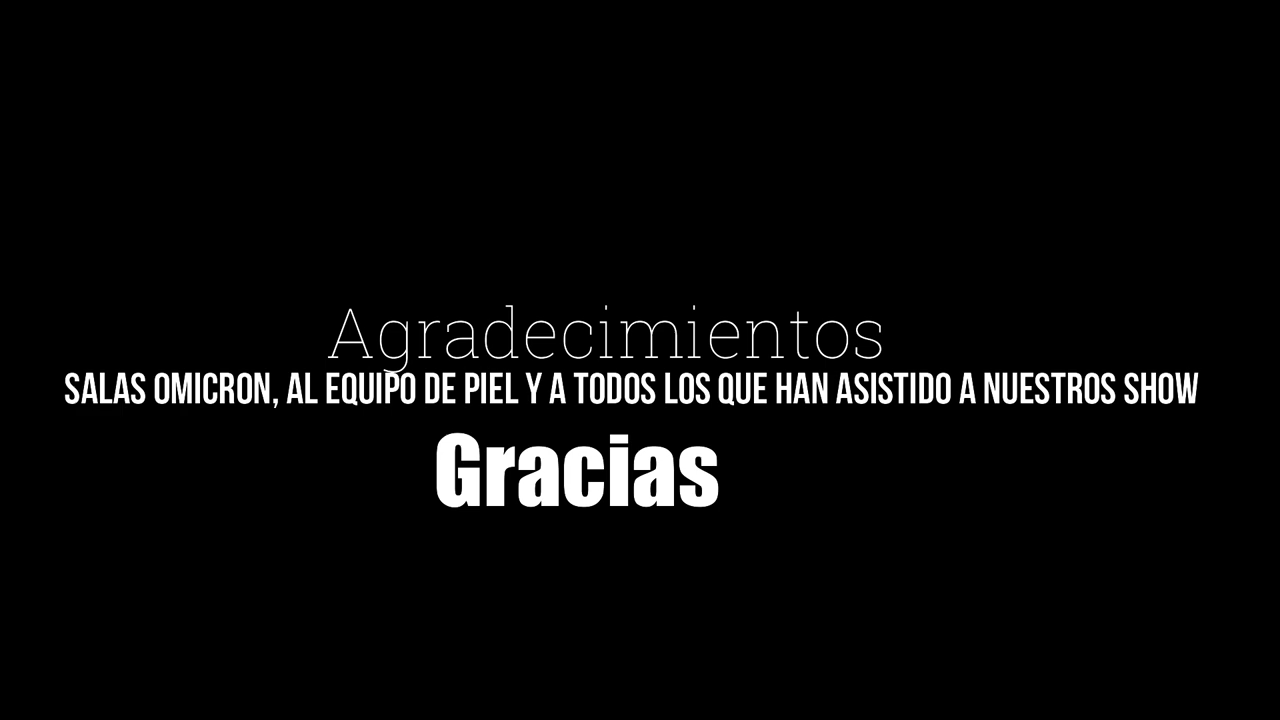 Agradecimientos
SALAS OMICRON, AL EQUIPO DE PIEL Y A TODOS LOS QUE HAN ASISTIDO A NUESTROS SHOW
Gracias